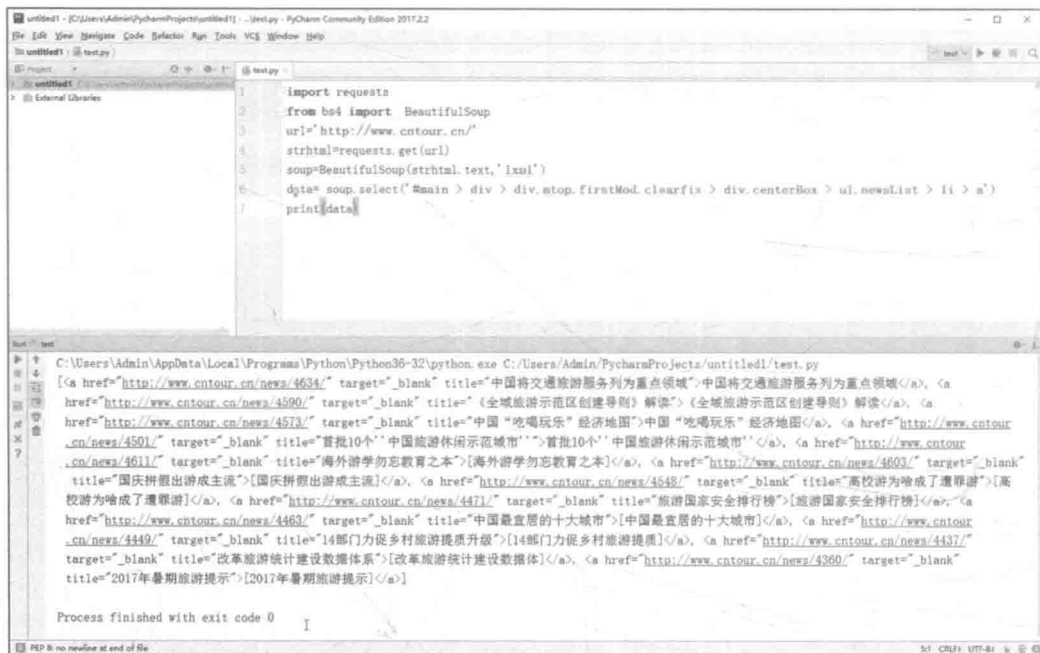 untitled1 - [C:\Users\Admin\PycharmProjects\untitled1] - ...\test.py - PyCharm Community Edition 2017.2.2
File Edit View Navigate Code Refactor Run Tools VCS Window Help
untitled1 test.py
test
Project
test.py
untitled1
External Libraries
1 import requests
2 from bs4 import BeautifulSoup
3 url='http://www.cntour.cn/'
4 strhtml=requests.get(url)
5 soup=BeautifulSoup(strhtml.text,'lxml')
6 data= soup.select('#main > div > div.mtop.firstMod.clearfix > div.centerBox > ul.newsList > li > a')
7 print(data)
Run test
C:\Users\Admin\AppData\Local\Programs\Python\Python36-32\python.exe C:/Users/Admin/PycharmProjects/untitled1/test.py
[<a href="http://www.cntour.cn/news/4634/" target="_blank" title="中国将交通旅游服务列为重点领域">中国将交通旅游服务列为重点领域</a>, <a
href="http://www.cntour.cn/news/4590/" target="_blank" title="《全域旅游示范区创建导则》解读">《全域旅游示范区创建导则》解读</a>, <a
href="http://www.cntour.cn/news/4573/" target="_blank" title="中国“吃喝玩乐”经济地图">中国“吃喝玩乐”经济地图</a>, <a href="http://www.cntour
.cn/news/4501/" target="_blank" title="首批10个''中国旅游休闲示范城市''">首批10个''中国旅游休闲示范城市''</a>, <a href="http://www.cntour
.cn/news/4611/" target="_blank" title="海外游学勿忘教育之本">[海外游学勿忘教育之本]</a>, <a href="http://www.cntour.cn/news/4603/" target="_blank"
title="国庆拼假出游成主流">[国庆拼假出游成主流]</a>, <a href="http://www.cntour.cn/news/4548/" target="_blank" title="高校游为啥成了遭罪游">[高
校游为啥成了遭罪游]</a>, <a href="http://www.cntour.cn/news/4471/" target="_blank" title="旅游国家安全排行榜">[旅游国家安全排行榜]</a>, <a
href="http://www.cntour.cn/news/4463/" target="_blank" title="中国最宜居的十大城市">[中国最宜居的十大城市]</a>, <a href="http://www.cntour
.cn/news/4449/" target="_blank" title="14部门力促乡村旅游提质升级">[14部门力促乡村旅游提质]</a>, <a href="http://www.cntour.cn/news/4437/"
target="_blank" title="改革旅游统计建设数据体系">[改革旅游统计建设数据体]</a>, <a href="http://www.cntour.cn/news/4360/" target="_blank"
title="2017年暑期旅游提示">[2017年暑期旅游提示]</a>]
Process finished with exit code 0
PEP 8: no newline at end of file
5:1 CRLF÷ UTF-8÷